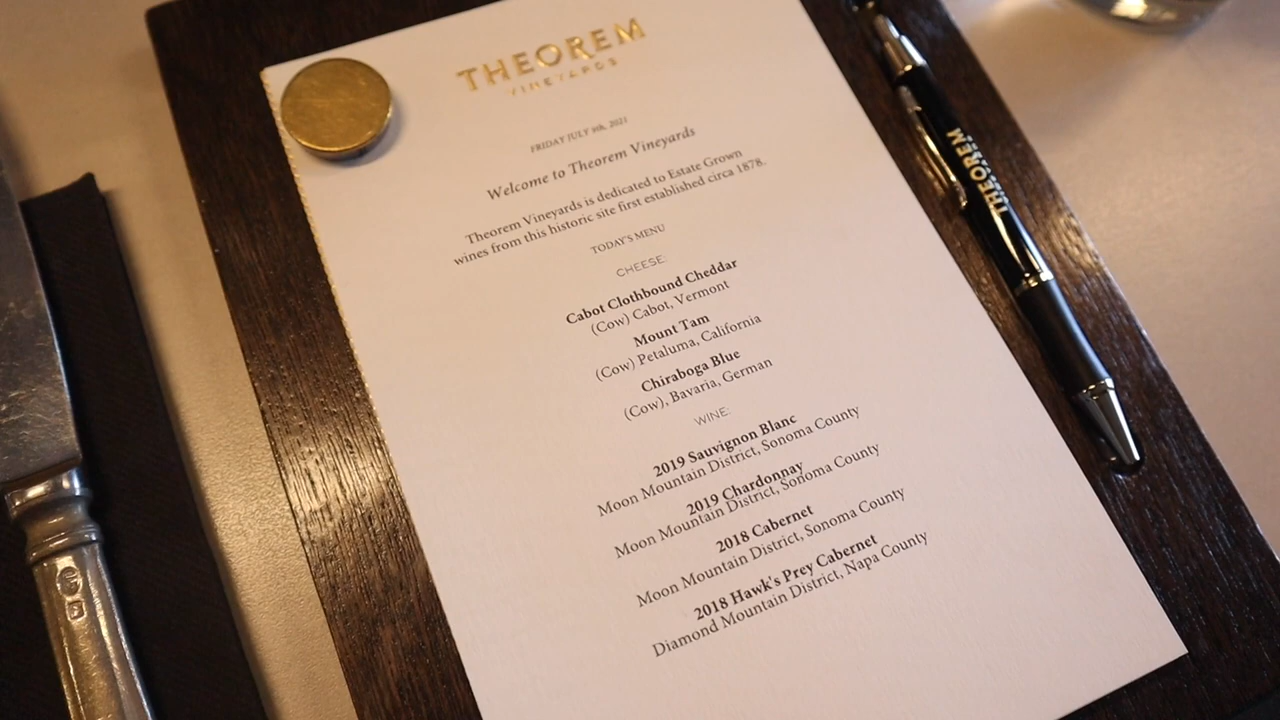 THEOREM
VINEYARDS
FRIDAY JULY 9th, 2021
Welcome to Theorem Vineyards
Theorem Vineyards is dedicated to Estate Grown
wines from this historic site first established circa 1878.
TODAY'S MENU
CHEESE:
Cabot Clothbound Cheddar
(Cow) Cabot, Vermont
Mount Tam
(Cow) Petaluma, California
Chiraboga Blue
(Cow), Bavaria, German
WINE:
2019 Sauvignon Blanc
Moon Mountain District, Sonoma County
2019 Chardonnay
Moon Mountain District, Sonoma County
2018 Cabernet
Moon Mountain District, Sonoma County
2018 Hawk's Prey Cabernet
Diamond Mountain District, Napa County
THEOREM